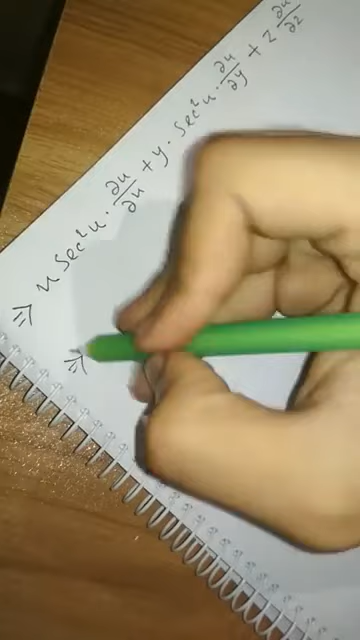 ⇒ x sec²u · ∂u/∂x + y · sec²u · ∂u/∂y + z ∂u/∂z
⇒